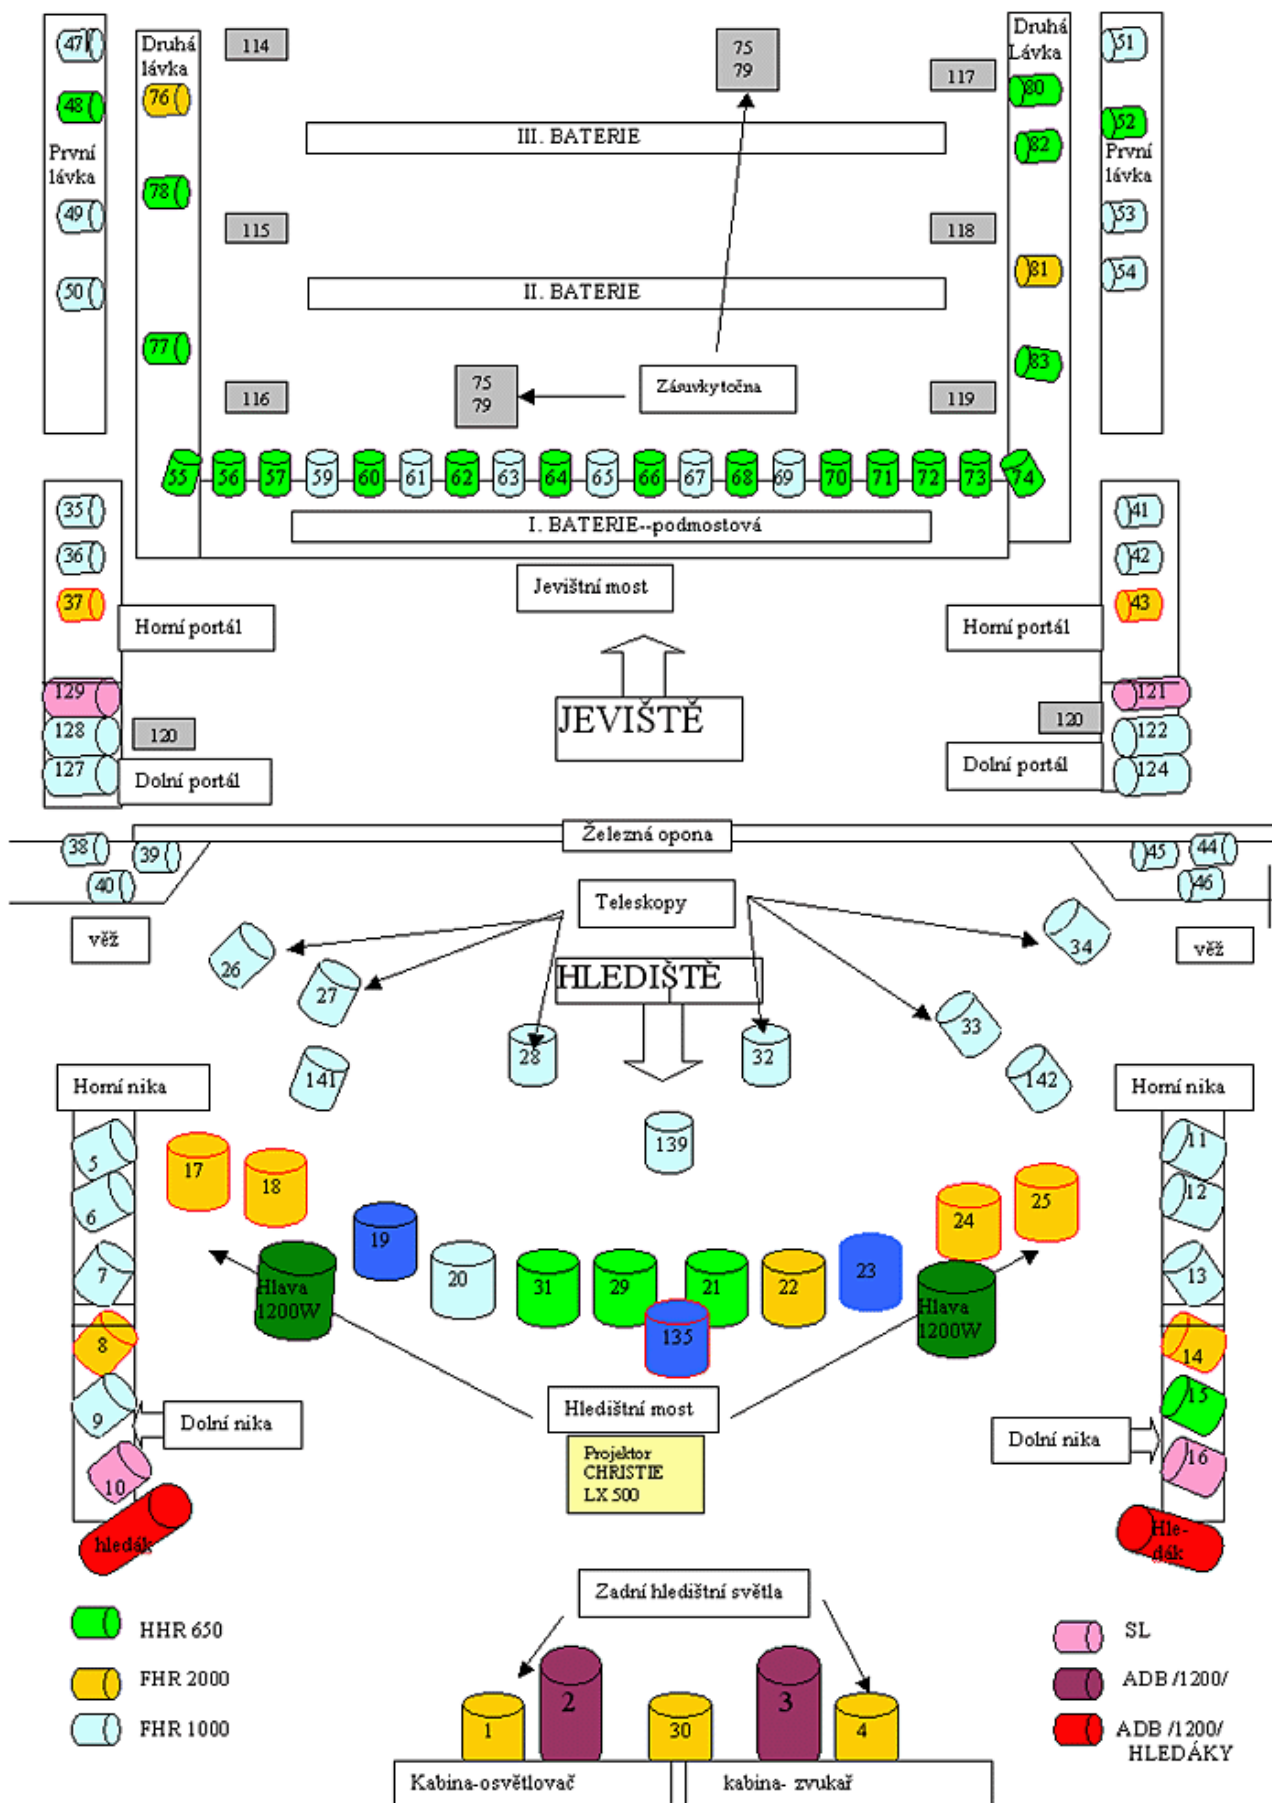 47
48
První
lávka
49
50
Druhá
lávka
76
78
77
114
115
116
75
79
III. BATERIE
II. BATERIE
75
79
Zásuvky točna
117
118
119
Druhá
Lávka
80
82
81
83
51
52
První
lávka
53
54
55
56
57
59
60
61
62
63
64
65
66
67
68
69
70
71
72
73
74
I. BATERIE--podmostová
Jevištní most
35
36
37
Horní portál
129
128
127
120
Dolní portál
JEVIŠTĚ
41
42
43
Horní portál
121
122
124
120
Dolní portál
Železná opona
38
39
40
věž
45
44
46
věž
Teleskopy
HLEDIŠTĚ
26
27
28
32
33
34
141
142
139
Horní nika
5
6
7
8
9
10
hledák
Dolní nika
Horní nika
11
12
13
14
15
16
Hle-
dák
Dolní nika
17
18
19
20
31
29
21
22
23
24
25
135
Hlava
1200W
Hlava
1200W
Hledištní most
Projektor
CHRISTIE
LX 500
Zadní hledištní světla
1
2
30
3
4
Kabina-osvětlovač
kabina- zvukař
HHR 650
FHR 2000
FHR 1000
SL
ADB /1200/
ADB /1200/
HLEDÁKY